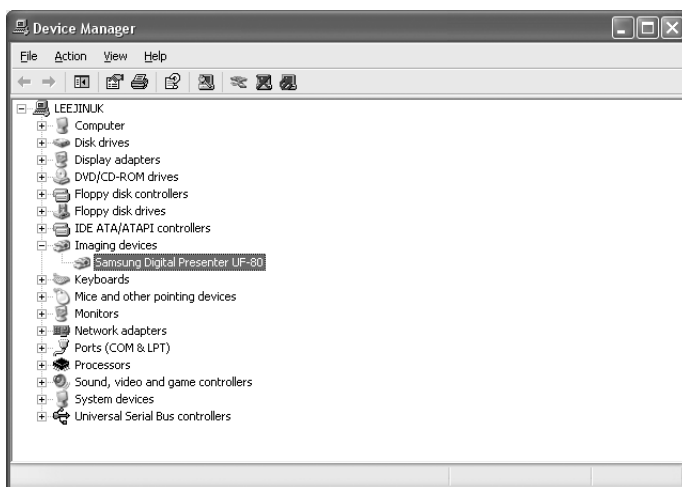 Device Manager
File Action View Help
LEEJINUK
Computer
Disk drives
Display adapters
DVD/CD-ROM drives
Floppy disk controllers
Floppy disk drives
IDE ATA/ATAPI controllers
Imaging devices
Samsung Digital Presenter UF-80
Keyboards
Mice and other pointing devices
Monitors
Network adapters
Ports (COM & LPT)
Processors
Sound, video and game controllers
System devices
Universal Serial Bus controllers